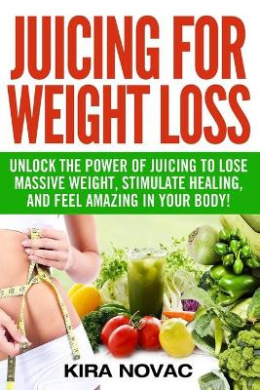 JUICING FOR
WEIGHT LOSS
UNLOCK THE POWER OF JUICING TO LOSE
MASSIVE WEIGHT, STIMULATE HEALING,
AND FEEL AMAZING IN YOUR BODY!
KIRA NOVAC